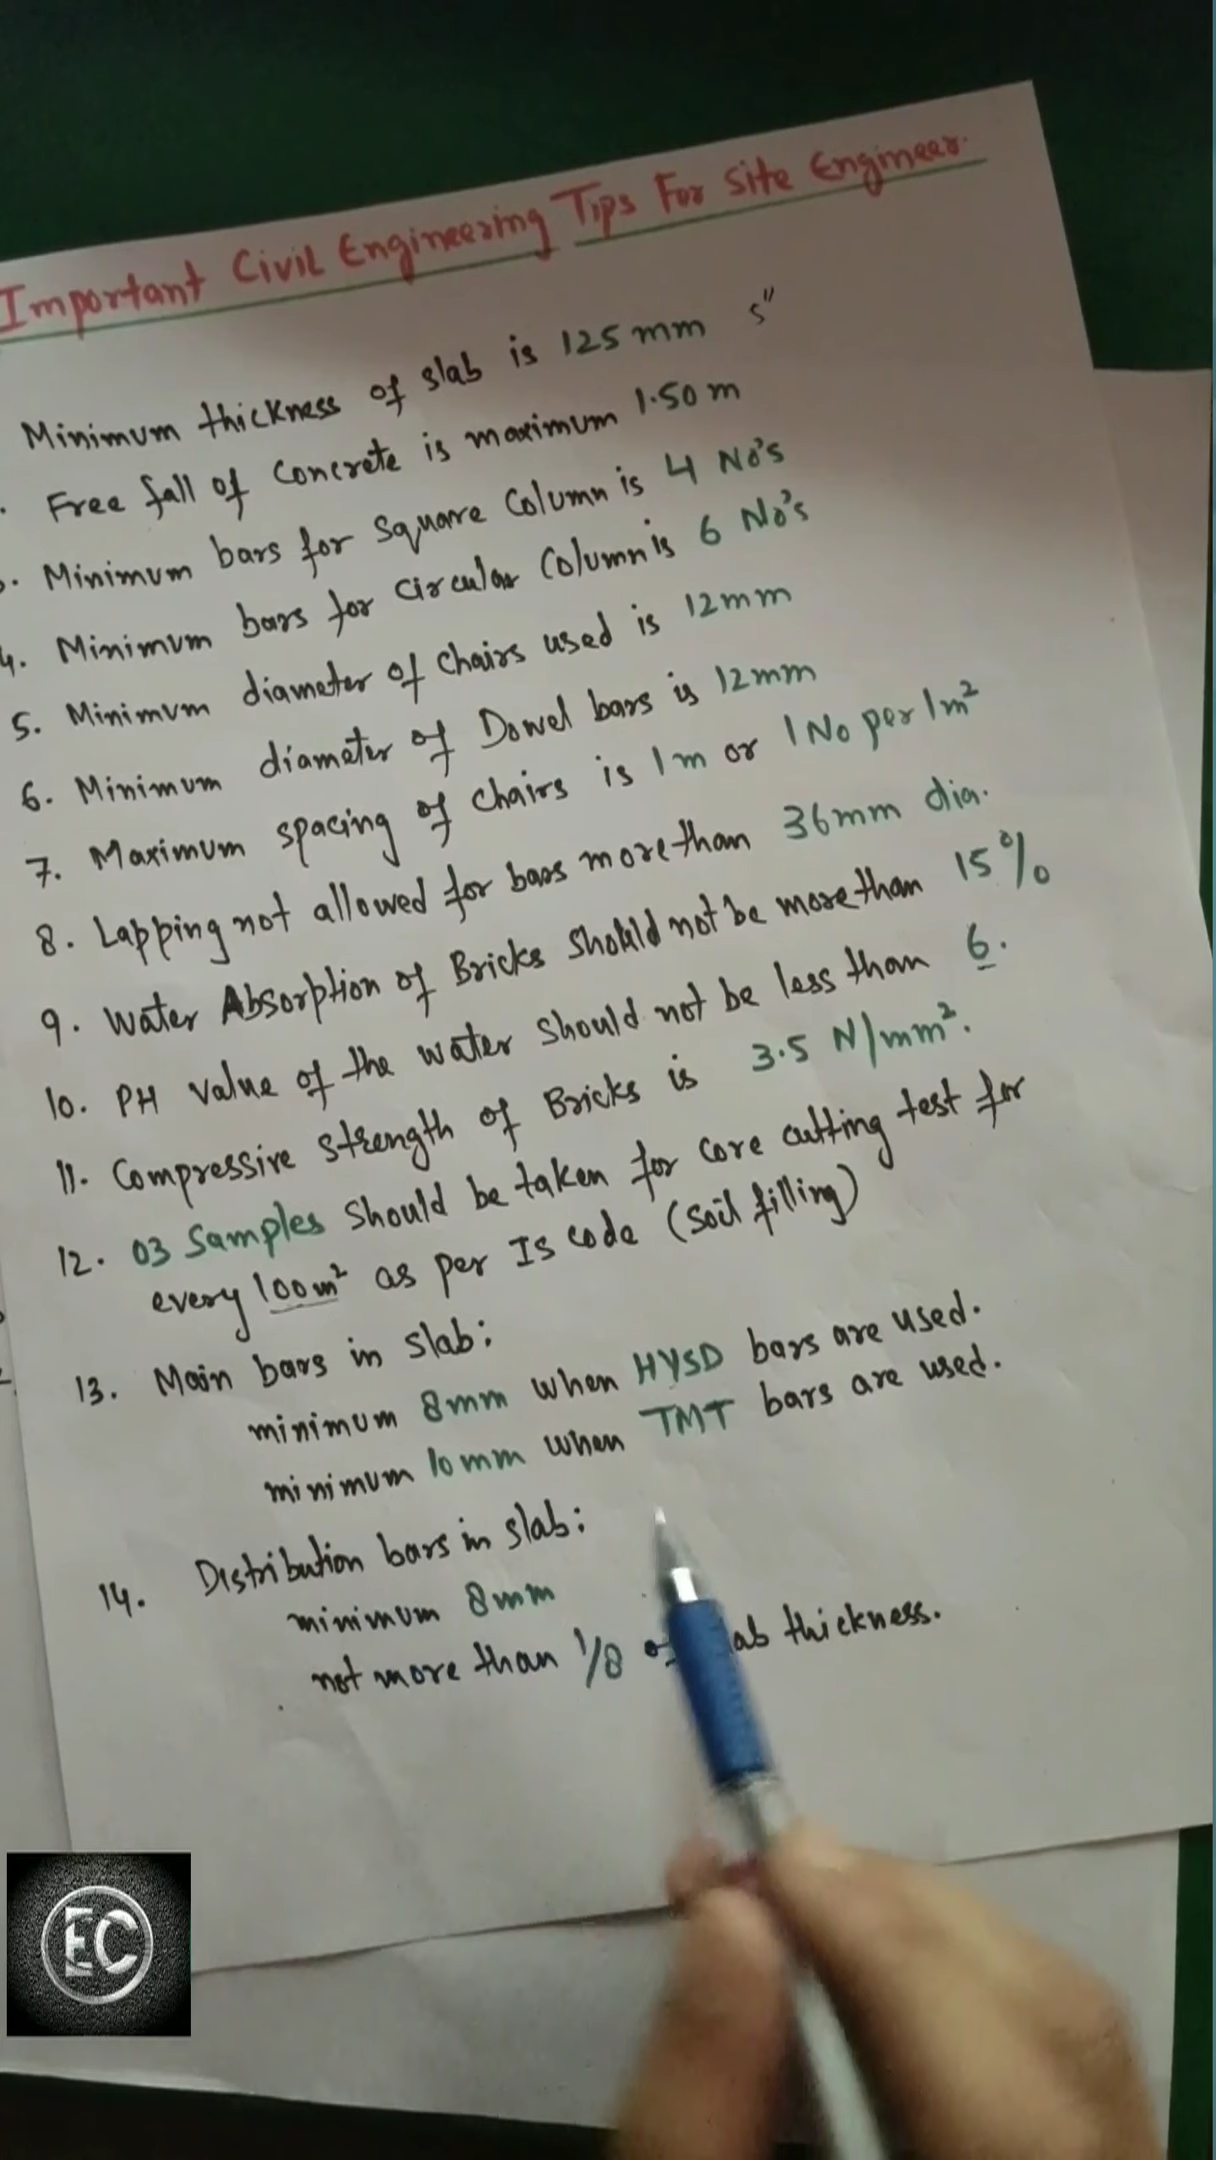 Important Civil Engineering Tips For Site Engineer.
Minimum thickness of slab is 125 mm 5"
. Free fall of Concrete is maximum 1.50 m
. Minimum bars for Square Column is 4 No's
4. Minimum bars for Circular Column is 6 No's
5. Minimum diameter of Chairs used is 12mm
6. Minimum diameter of Dowel bars is 12mm
7. Maximum spacing of chairs is 1m or 1 No per 1m²
8. Lapping not allowed for bars more than 36mm dia.
9. Water Absorption of Bricks should not be more than 15%
10. PH value of the water should not be less than 6.
11. Compressive strength of Bricks is 3.5 N/mm².
12. 03 Samples should be taken for core cutting test for
every 100m² as per IS code (soil filling)
13. Main bars in slab:
minimum 8mm when HYSD bars are used.
minimum 10mm when TMT bars are used.
14. Distribution bars in slab:
minimum 8mm
not more than 1/8 thickness.
EC